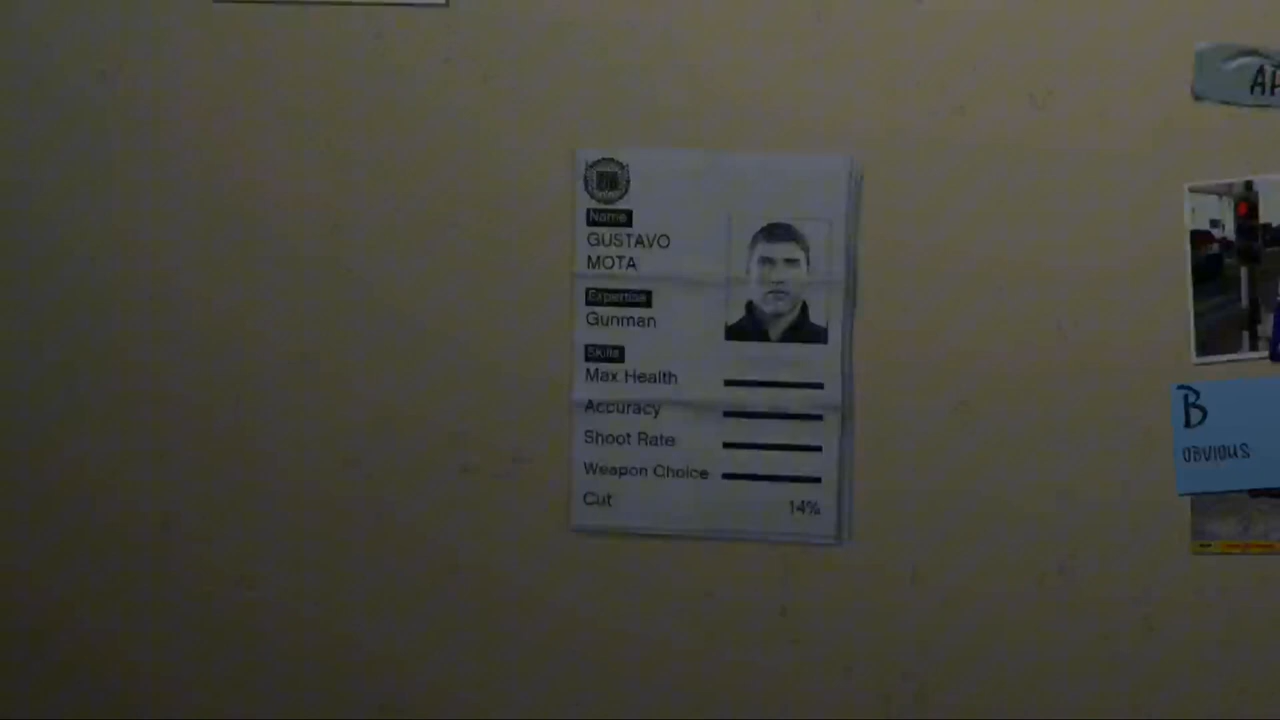 Name
GUSTAVO
MOTA
Expertise
Gunman
Skills
Max Health
Accuracy
Shoot Rate
Weapon Choice
Cut 14%
B
OBVIOUS